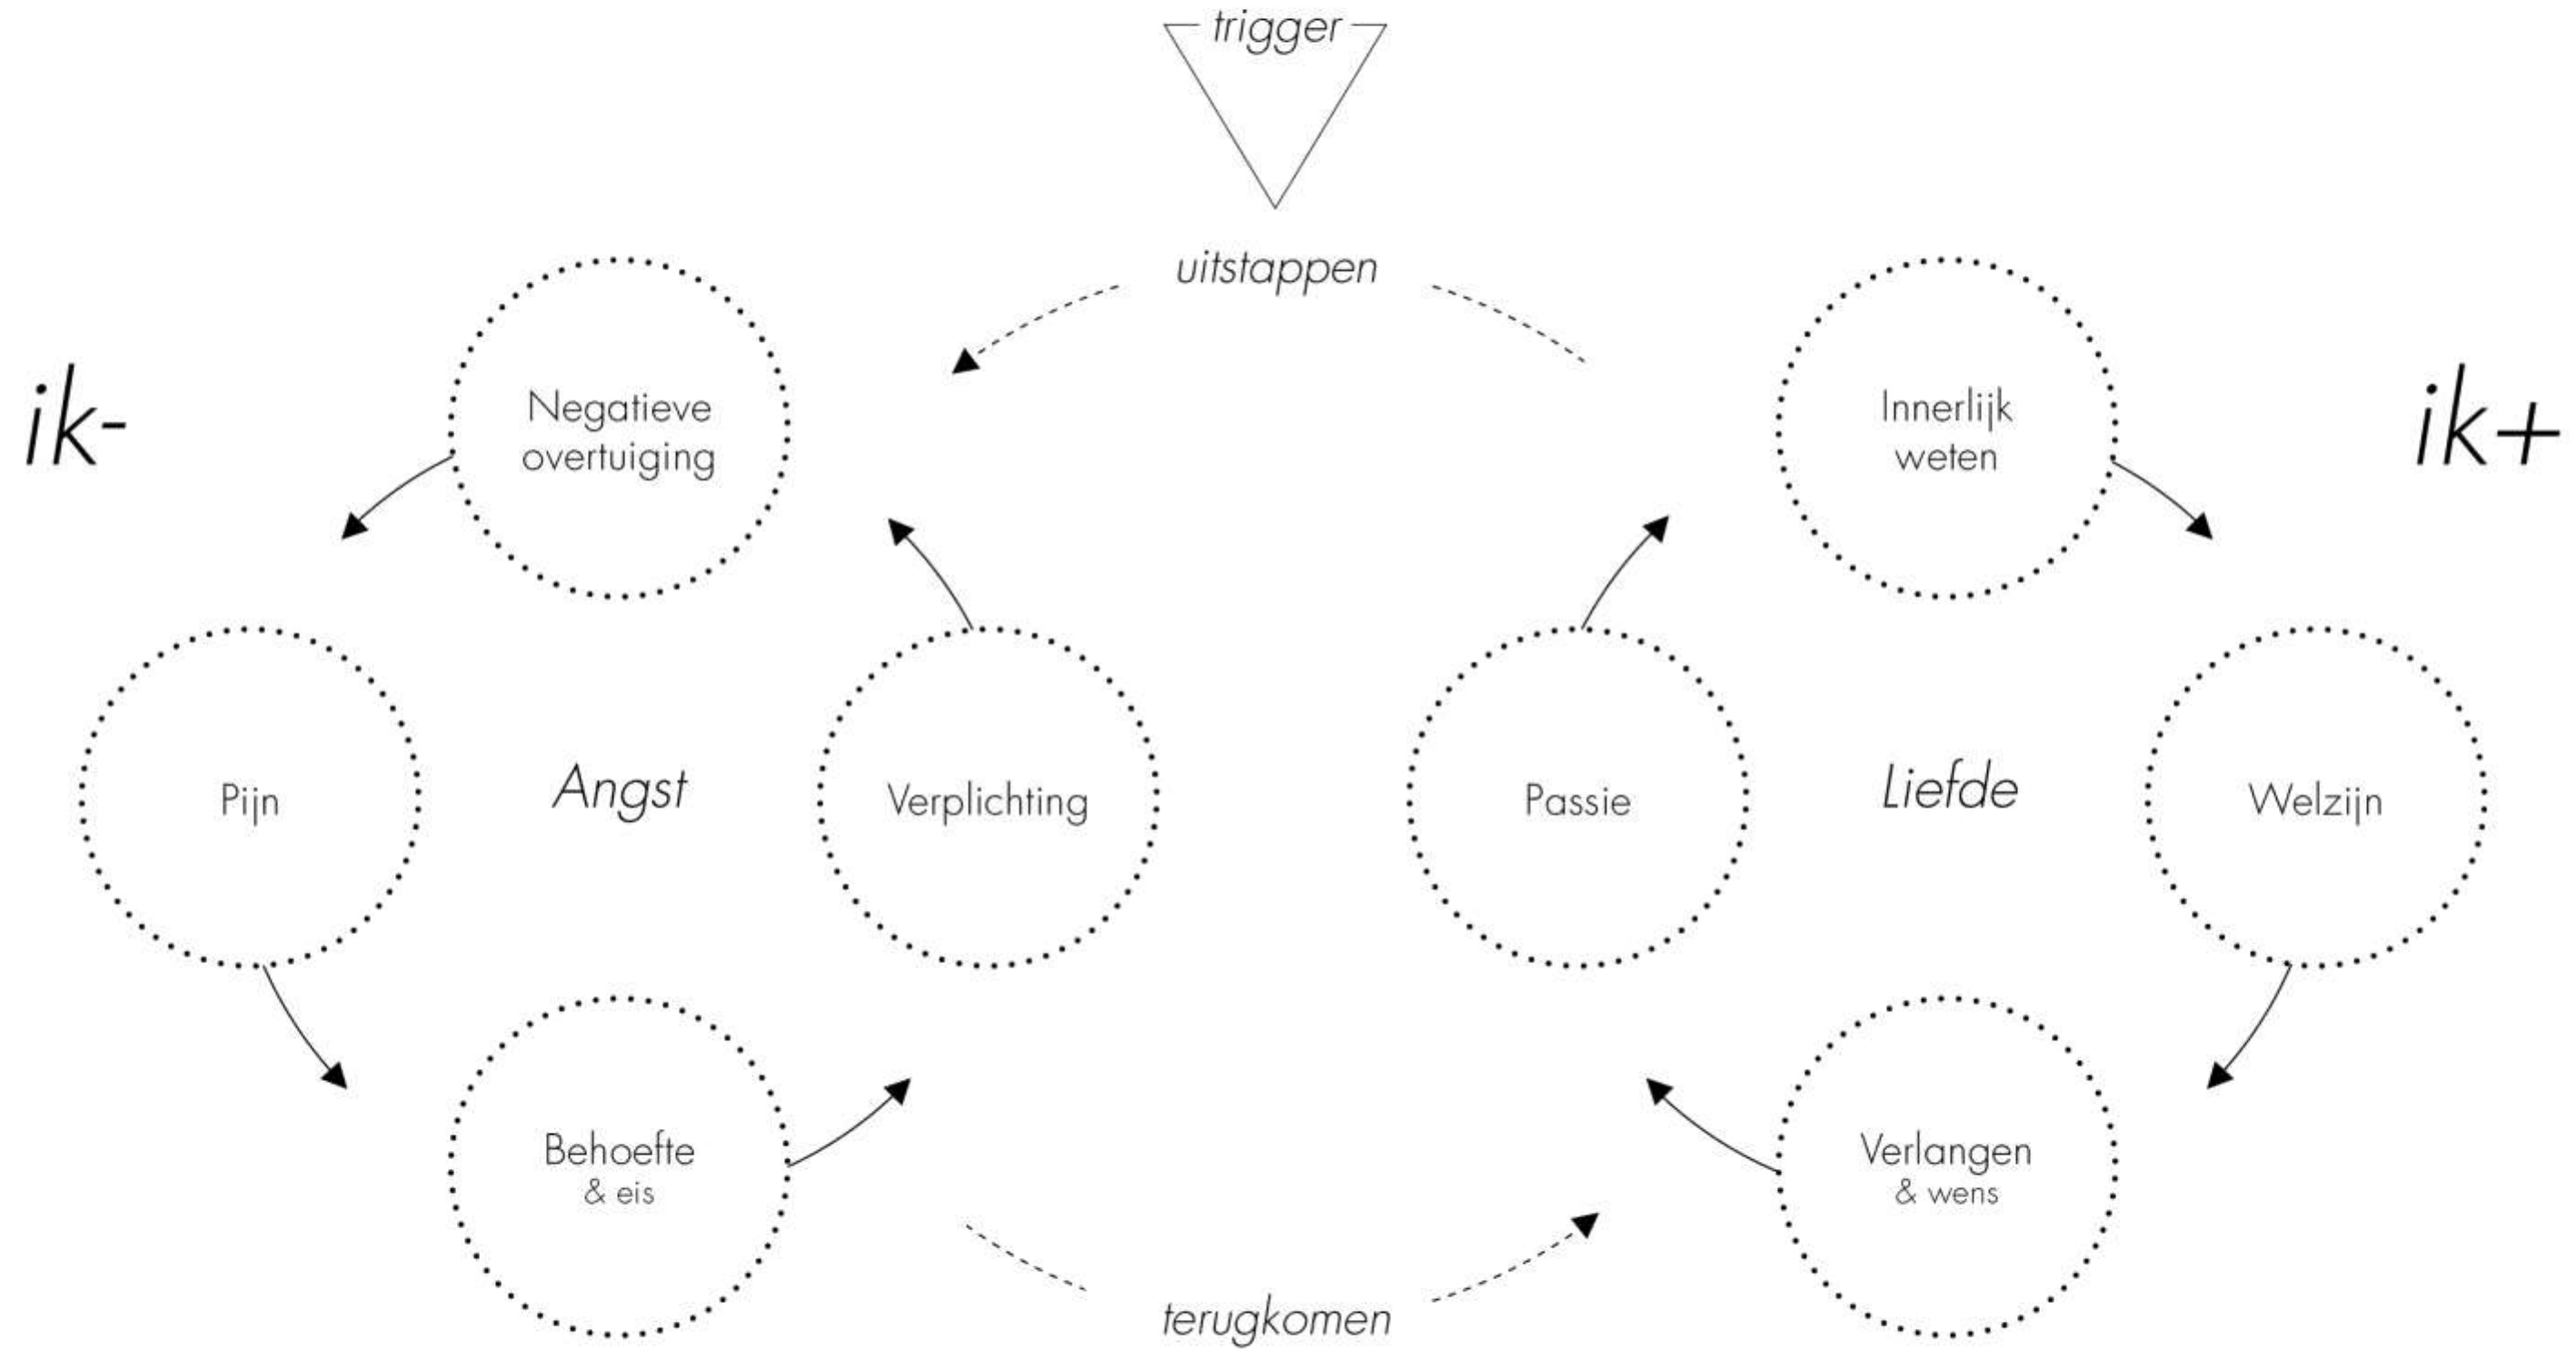 trigger
uitstappen
ik-
ik+
Negatieve
overtuiging
Innerlijk
weten
Pijn
Angst
Verplichting
Passie
Liefde
Welzijn
Behoefte
& eis
Verlangen
& wens
terugkomen